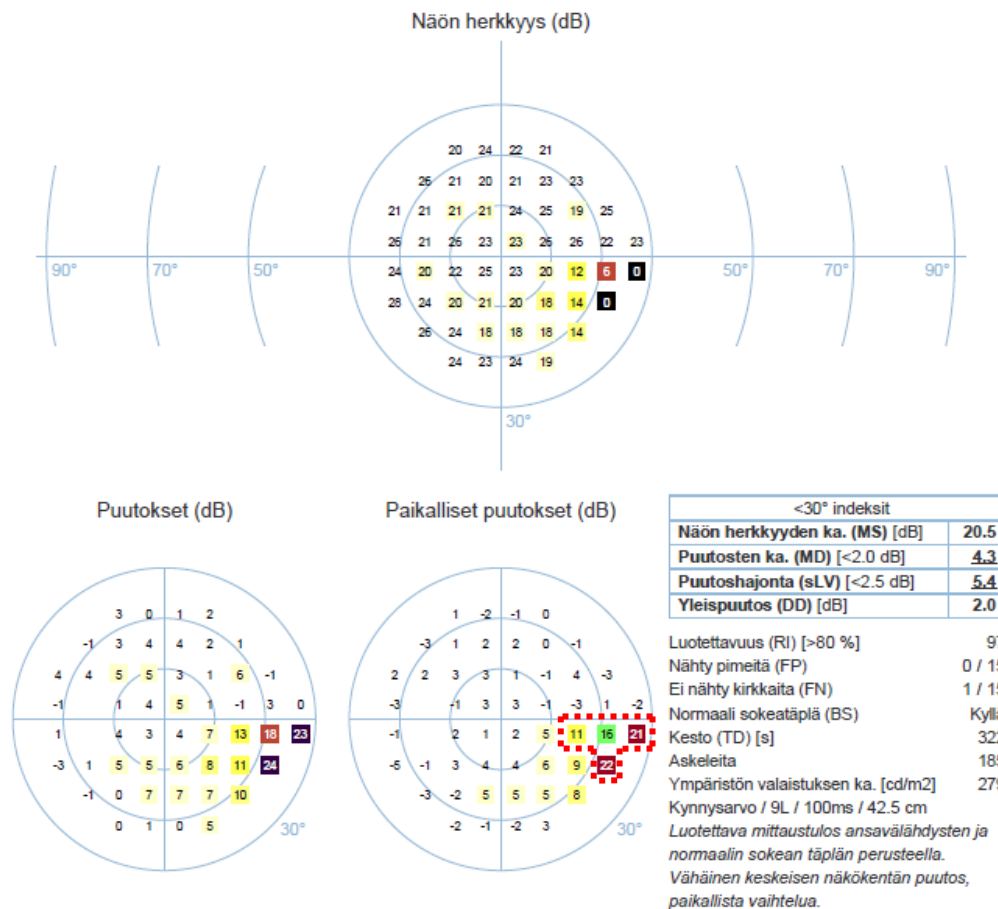 Näön herkkyys (dB)
20 24 22 21
26 21 20 21 23 23
21 21 21 21 24 25 19 25
26 21 26 23 23 26 26 22 23
90° 70° 50° 50° 70° 90°
24 20 22 25 23 20 12 6 0
28 24 20 21 20 18 14 0
26 24 18 18 18 14
24 23 24 19
30°
Puutokset (dB)
3 0 1 2
-1 3 4 4 2 1
4 4 5 5 3 1 6 -1
-1 1 4 5 1 -1 3 0
1 4 3 4 7 13 18 23
-3 1 5 5 6 8 11 24
-1 0 7 7 7 10
0 1 0 5
30°
Paikalliset puutokset (dB)
1 -2 -1 0
-3 1 2 2 0 -1
2 2 3 3 1 -1 4 -3
-3 -1 3 3 -1 -3 1 -2
-1 2 1 2 5 11 16 21
-5 -1 3 4 4 6 9 22
-3 -2 5 5 5 8
-2 -1 -2 3
30°
<30° indeksit
Näön herkkyyden ka. (MS) [dB] 20.5
Puutosten ka. (MD) [<2.0 dB] 4.3
Puutoshajonta (sLV) [<2.5 dB] 5.4
Yleispuutos (DD) [dB] 2.0
Luotettavuus (RI) [>80 %]
Nähty pimeitä (FP) 0 / 15
Ei nähty kirkkaita (FN) 1 / 15
Normaali sokeatäplä (BS) Kyllä
Kesto (TD) [s]
Askeleita 185
Ympäristön valaistuksen ka. [cd/m2] 279
Kynnysarvo / 9L / 100ms / 42.5 cm
Luotettava mittaustulos ansavälähdysten ja
normaalin sokean täplän perusteella.
Vähäinen keskeisen näkökentän puutos,
paikallista vaihtelua.